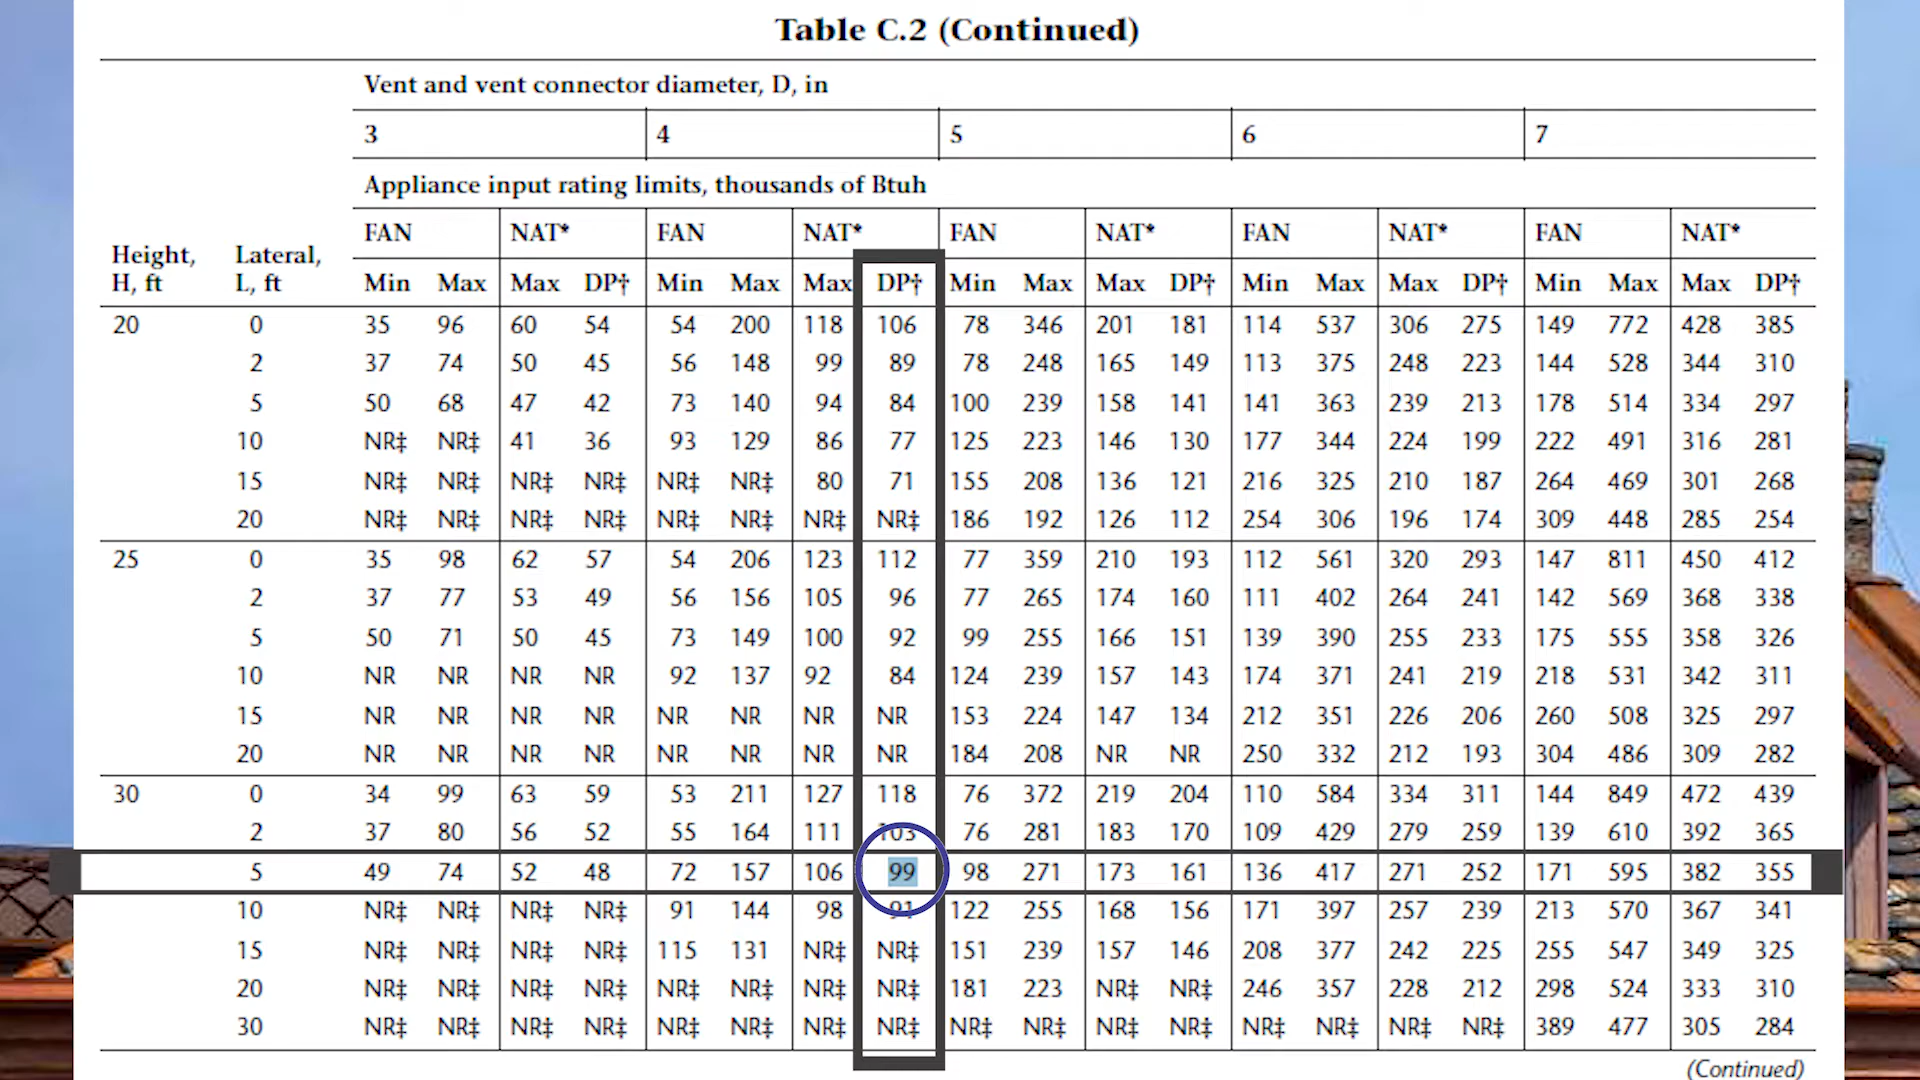 Table C.2 (Continued)
Vent and vent connector diameter, D, in
3 4 5 6 7
Appliance input rating limits, thousands of Btuh
FAN NAT* FAN NAT* FAN NAT* FAN NAT* FAN NAT*
Height, H, ft Lateral, L, ft Min Max Max DP† Min Max Max DP† Min Max Max DP† Min Max Max DP† Min Max Max DP†
20 0 35 96 60 54 54 200 118 106 78 346 201 181 114 537 306 275 149 772 428 385
2 37 74 50 45 56 148 99 89 78 248 165 149 113 375 248 223 144 528 344 310
5 50 68 47 42 73 140 94 84 100 239 158 141 141 363 239 213 178 514 334 297
10 NR‡ NR‡ 41 36 93 129 86 77 125 223 146 130 177 344 224 199 222 491 316 281
15 NR‡ NR‡ NR‡ NR‡ NR‡ NR‡ 80 71 155 208 136 121 216 325 210 187 264 469 301 268
20 NR‡ NR‡ NR‡ NR‡ NR‡ NR‡ NR‡ NR‡ 186 192 126 112 254 306 196 174 309 448 285 254
25 0 35 98 62 57 54 206 123 112 77 359 210 193 112 561 320 293 147 811 450 412
2 37 77 53 49 56 156 105 96 77 265 174 160 111 402 264 241 142 569 368 338
5 50 71 50 45 73 149 100 92 99 255 166 151 139 390 255 233 175 555 358 326
10 NR NR NR NR 92 137 92 84 124 239 157 143 174 371 241 219 218 531 342 311
15 NR NR NR NR NR NR NR NR 153 224 147 134 212 351 226 206 260 508 325 297
20 NR NR NR NR NR NR NR NR 184 208 NR NR 250 332 212 193 304 486 309 282
30 0 34 99 63 59 53 211 127 118 76 372 219 204 110 584 334 311 144 849 472 439
2 37 80 56 52 55 164 111 103 76 281 183 170 109 429 279 259 139 610 392 365
5 49 74 52 48 72 157 106 99 98 271 173 161 136 417 271 252 171 595 382 355
10 NR‡ NR‡ NR‡ NR‡ 91 144 98 91 122 255 168 156 171 397 257 239 213 570 367 341
15 NR‡ NR‡ NR‡ NR‡ 115 131 NR‡ NR‡ 151 239 157 146 208 377 242 225 255 547 349 325
20 NR‡ NR‡ NR‡ NR‡ NR‡ NR‡ NR‡ NR‡ 181 223 NR‡ NR‡ 246 357 228 212 298 524 333 310
30 NR‡ NR‡ NR‡ NR‡ NR‡ NR‡ NR‡ NR‡ NR‡ NR‡ NR‡ NR‡ NR‡ NR‡ NR‡ NR‡ 389 477 305 284
(Continued)